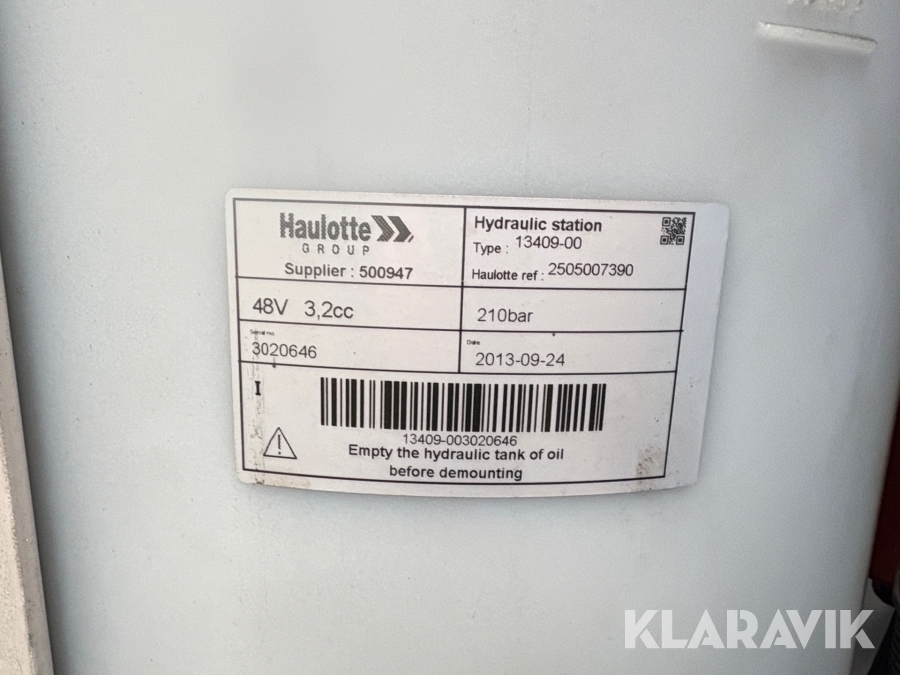 Haulotte
GROUP
Supplier : 500947
Hydraulic station
Type : 13409-00
Haulotte ref : 2505007390
48V 3,2cc
210bar
Serial no
3020646
Date
2013-09-24
13409-003020646
Empty the hydraulic tank of oil
before demounting
KLARAVIK